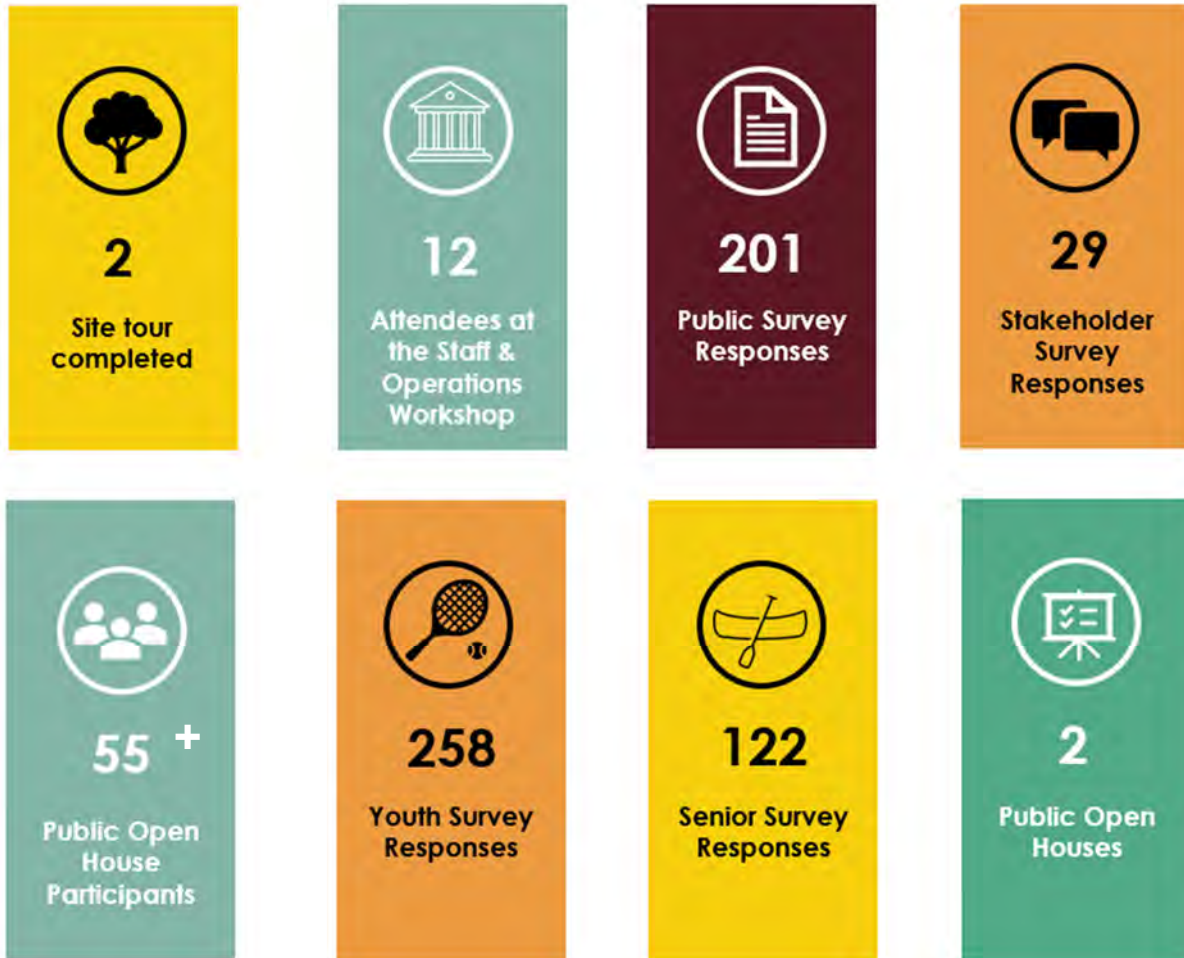 2
Site tour
completed
12
Attendees at
the Staff &
Operations
Workshop
201
Public Survey
Responses
29
Stakeholder
Survey
Responses
55 +
Public Open
House
Participants
258
Youth Survey
Responses
122
Senior Survey
Responses
2
Public Open
Houses